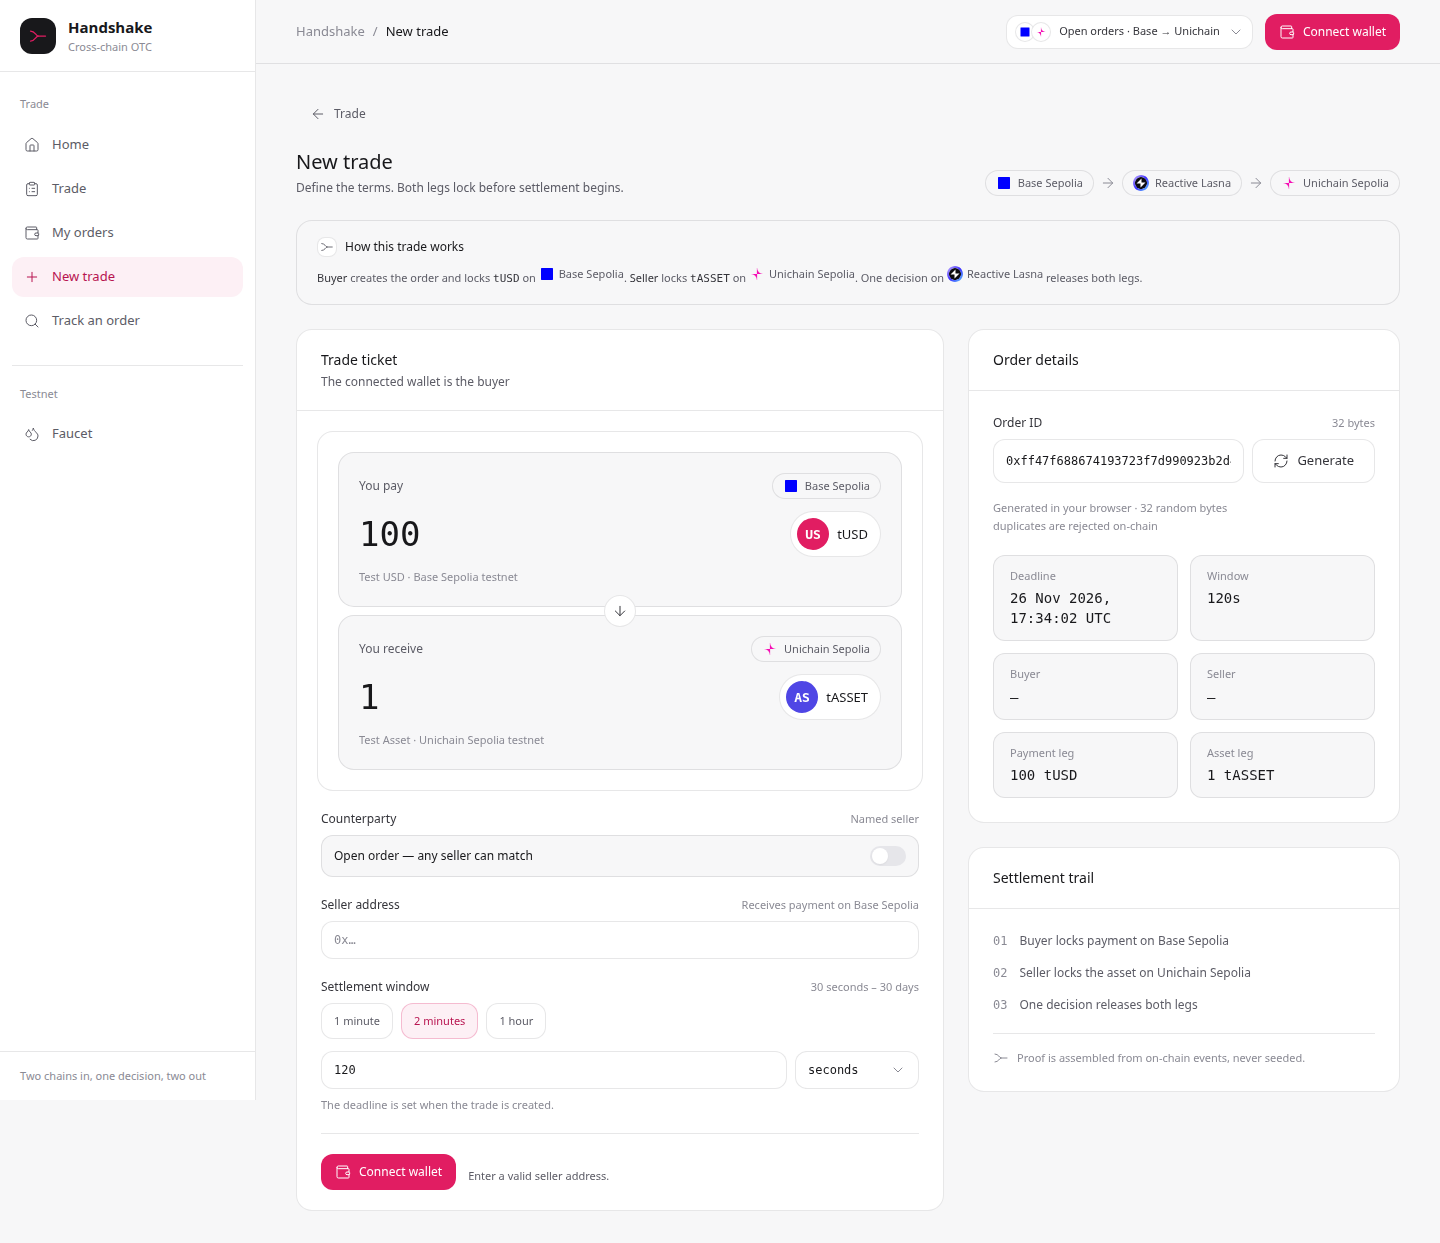 Handshake
Cross-chain OTC
Trade
Home
Trade
My orders
New trade
Track an order
Testnet
Faucet
Two chains in, one decision, two out
Handshake / New trade
Open orders · Base → Unichain
Connect wallet
Trade
New trade
Define the terms. Both legs lock before settlement begins.
Base Sepolia
Reactive Lasna
Unichain Sepolia
How this trade works
Buyer creates the order and locks tUSD on Base Sepolia. Seller locks tASSET on Unichain Sepolia. One decision on Reactive Lasna releases both legs.
Trade ticket
The connected wallet is the buyer
You pay
Base Sepolia
100
US tUSD
Test USD · Base Sepolia testnet
You receive
Unichain Sepolia
1
AS tASSET
Test Asset · Unichain Sepolia testnet
Counterparty
Named seller
Open order — any seller can match
Seller address
Receives payment on Base Sepolia
0x…
Settlement window
30 seconds – 30 days
1 minute
2 minutes
1 hour
120
seconds
The deadline is set when the trade is created.
Connect wallet
Enter a valid seller address.
Order details
Order ID
32 bytes
0xff47f688674193723f7d990923b2d
Generate
Generated in your browser · 32 random bytes
duplicates are rejected on-chain
Deadline
26 Nov 2026,
17:34:02 UTC
Window
120s
Buyer
—
Seller
—
Payment leg
100 tUSD
Asset leg
1 tASSET
Settlement trail
01 Buyer locks payment on Base Sepolia
02 Seller locks the asset on Unichain Sepolia
03 One decision releases both legs
Proof is assembled from on-chain events, never seeded.